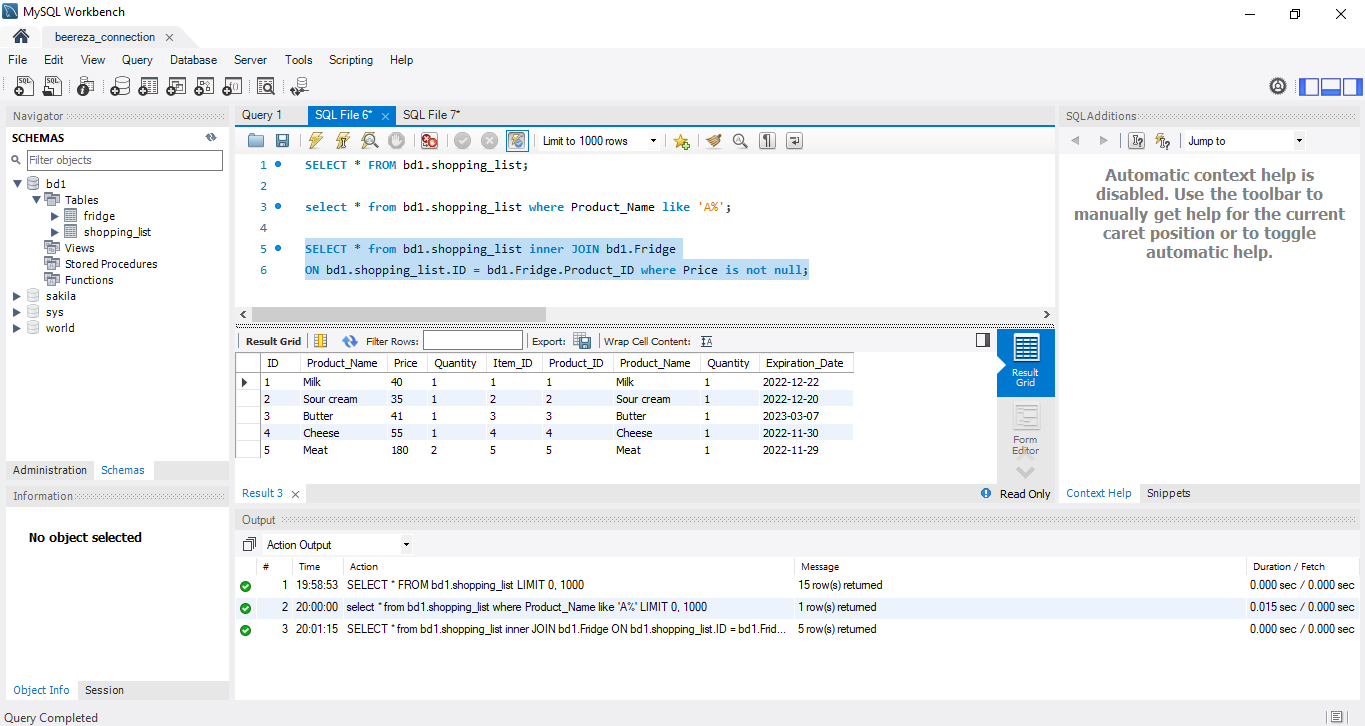 MySQL Workbench
beereza_connection
File Edit View Query Database Server Tools Scripting Help
Navigator
SCHEMAS
Filter objects
bd1
Tables
fridge
shopping_list
Views
Stored Procedures
Functions
sakila
sys
world
Administration Schemas
Information
No object selected
Object Info Session
Query 1 SQL File 6* SQL File 7*
Limit to 1000 rows
1 SELECT * FROM bd1.shopping_list;
2
3 select * from bd1.shopping_list where Product_Name like 'A%';
4
5 SELECT * from bd1.shopping_list inner JOIN bd1.Fridge
6 ON bd1.shopping_list.ID = bd1.Fridge.Product_ID where Price is not null;
Result Grid Filter Rows: Export: Wrap Cell Content:
ID Product_Name Price Quantity Item_ID Product_ID Product_Name Quantity Expiration_Date
1 Milk 40 1 1 1 Milk 1 2022-12-22
2 Sour cream 35 1 2 2 Sour cream 1 2022-12-20
3 Butter 41 1 3 3 Butter 1 2023-03-07
4 Cheese 55 1 4 4 Cheese 1 2022-11-30
5 Meat 180 2 5 5 Meat 1 2022-11-29
Result
Grid
Form
Editor
Result 3 Read Only
SQLAdditions
Jump to
Automatic context help is
disabled. Use the toolbar to
manually get help for the current
caret position or to toggle
automatic help.
Context Help Snippets
Output
Action Output
# Time Action Message Duration / Fetch
1 19:58:53 SELECT * FROM bd1.shopping_list LIMIT 0, 1000 15 row(s) returned 0.000 sec / 0.000 sec
2 20:00:00 select * from bd1.shopping_list where Product_Name like 'A%' LIMIT 0, 1000 1 row(s) returned 0.015 sec / 0.000 sec
3 20:01:15 SELECT * from bd1.shopping_list inner JOIN bd1.Fridge ON bd1.shopping_list.ID = bd1.Frid... 5 row(s) returned 0.000 sec / 0.000 sec
Query Completed